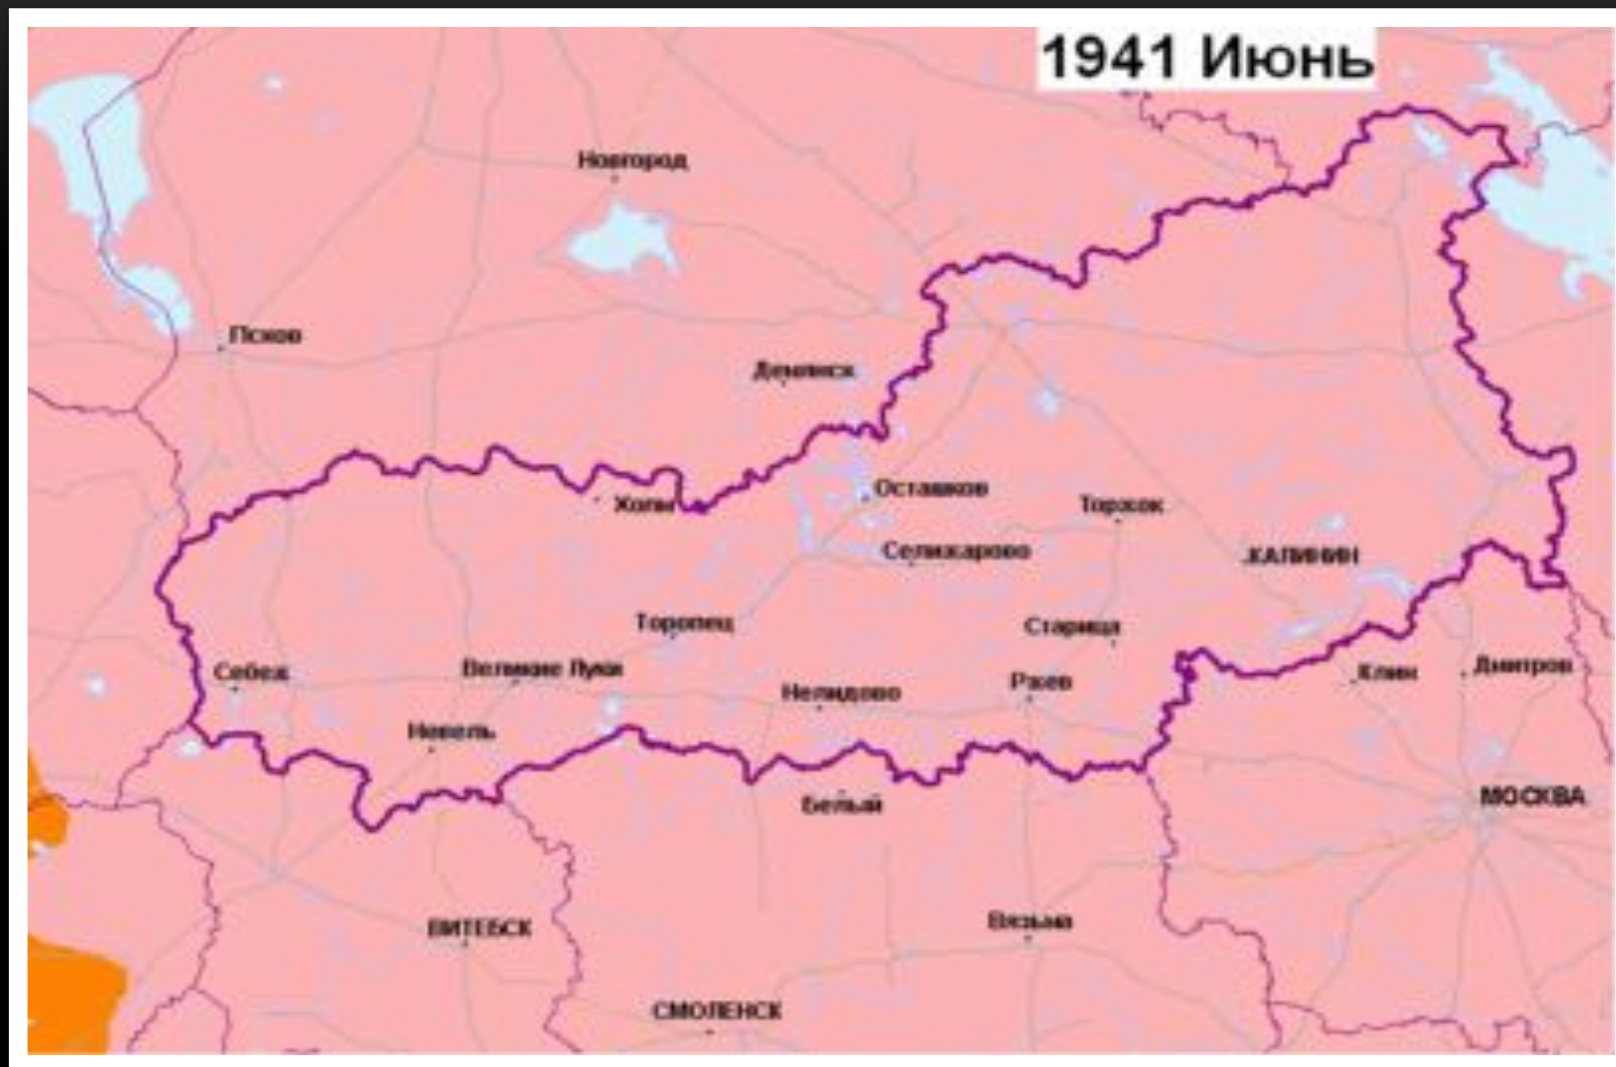 1941 Июнь
Новгород
Псков
Демянск
Холм
Осташков
Торжок
Селижарово
.КАЛИНИН
Торопец
Старица
Себеж
Великие Луки
Нелидово
Ржев
Клин
Дмитров
Невель
Белый
МОСКВА
ВИТЕБСК
Вязьма
СМОЛЕНСК